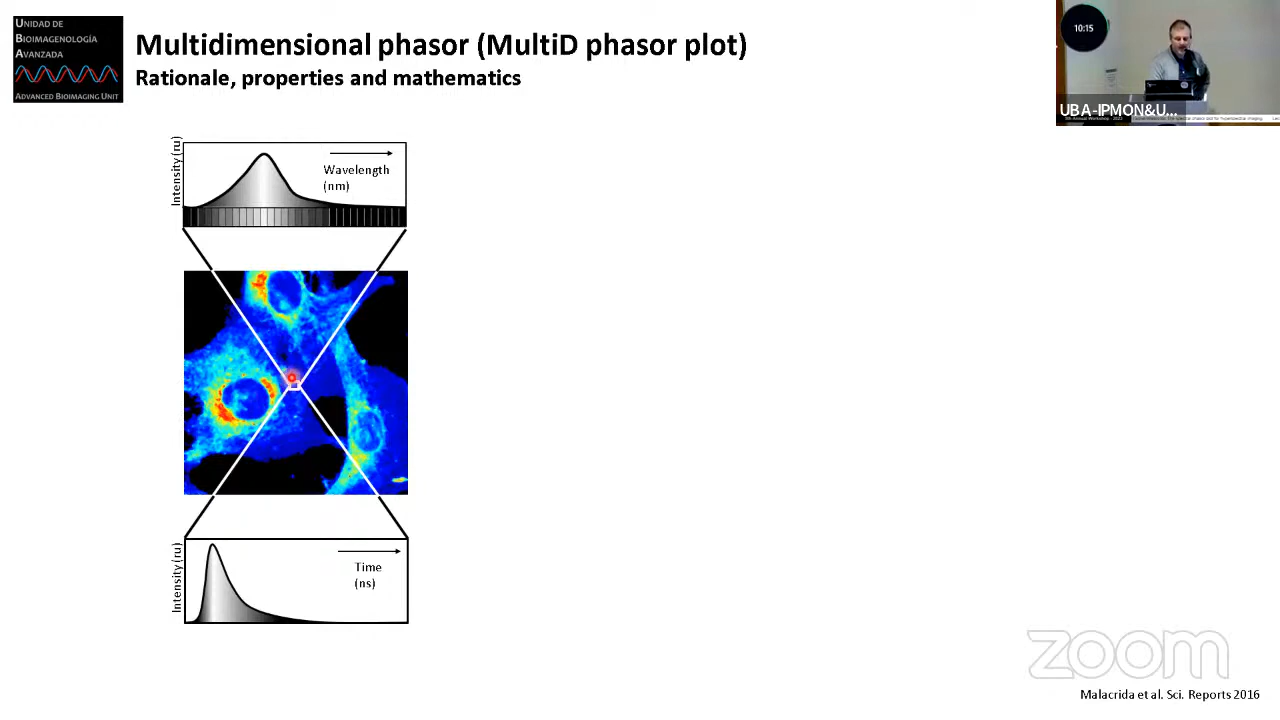 UNIDAD DE
BIOIMAGENOLOGÍA
AVANZADA
ADVANCED BIOIMAGING UNIT
Multidimensional phasor (MultiD phasor plot)
Rationale, properties and mathematics
10:15
UBA-IPMON&U...
Intensity (ru)
Wavelength
(nm)
Intensity (ru)
Time
(ns)
zoom
Malacrida et al. Sci. Reports 2016